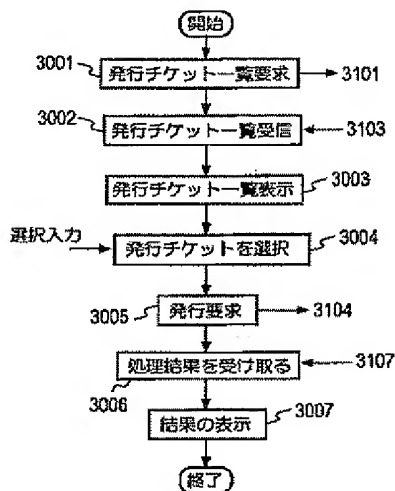 開始
3001
発行チケット一覧要求
3101
3002
発行チケット一覧受信
3103
発行チケット一覧表示
3003
選択入力
発行チケットを選択
3004
3005
発行要求
3104
処理結果を受け取る
3107
3006
結果の表示
3007
終了